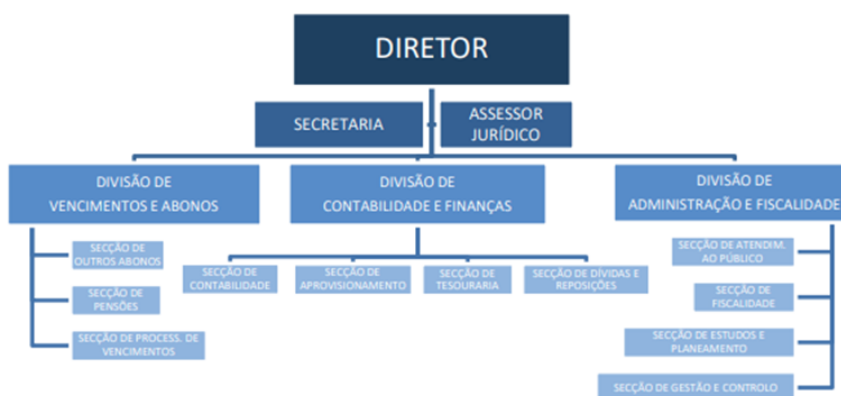 DIRETOR
SECRETARIA
ASSESSOR
JURÍDICO
DIVISÃO DE
VENCIMENTOS E ABONOS
DIVISÃO DE
CONTABILIDADE E FINANÇAS
DIVISÃO DE
ADMINISTRAÇÃO E FISCALIDADE
SECÇÃO DE
OUTROS ABONOS
SECÇÃO DE
PENSÕES
SECÇÃO DE PROCESS. DE
VENCIMENTOS
SECÇÃO DE
CONTABILIDADE
SECÇÃO DE
APROVISIONAMENTO
SECÇÃO DE
TESOURARIA
SECÇÃO DE DÍVIDAS E
REPOSIÇÕES
SECÇÃO DE ATENDIM.
AO PÚBLICO
SECÇÃO DE
FISCALIDADE
SECÇÃO DE ESTUDOS E
PLANEAMENTO
SECÇÃO DE GESTÃO E CONTROLO